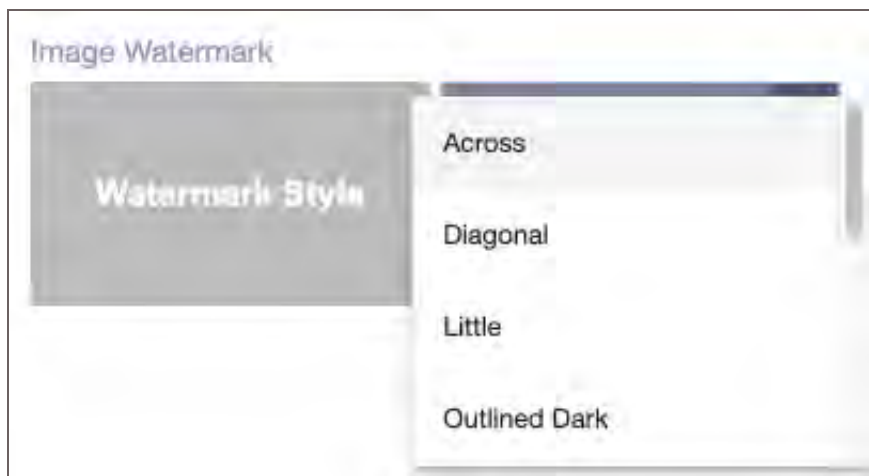 Image Watermark
Watermark Style
Across
Diagonal
Little
Outlined Dark